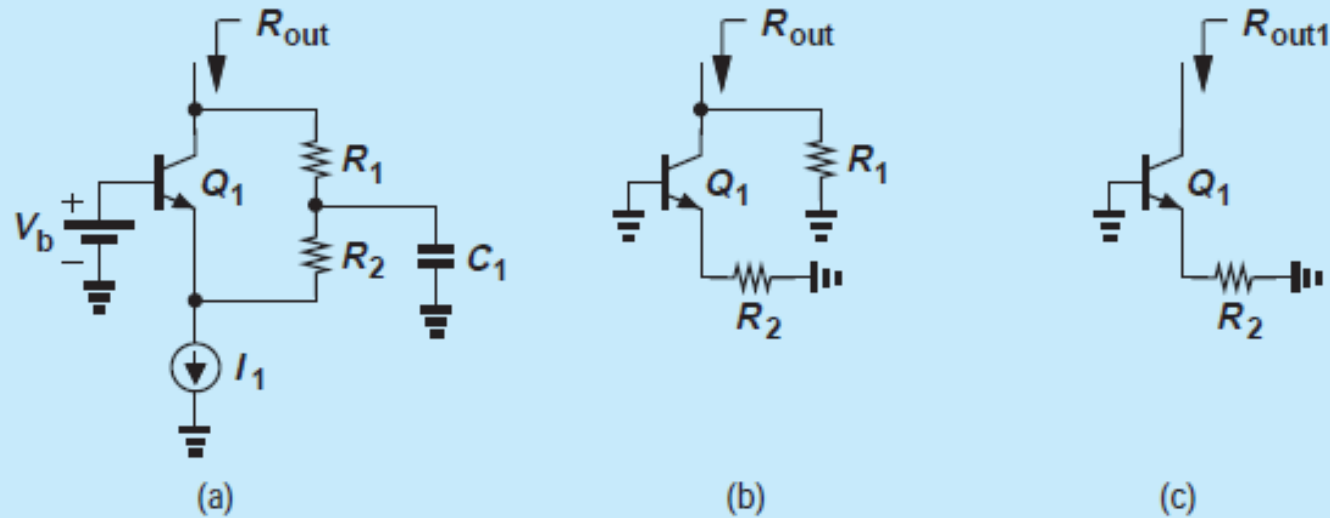 R_out
R_1
Q_1
V_b
+
−
R_2
C_1
I_1
(a)
R_out
Q_1
R_1
R_2
(b)
R_out1
Q_1
R_2
(c)